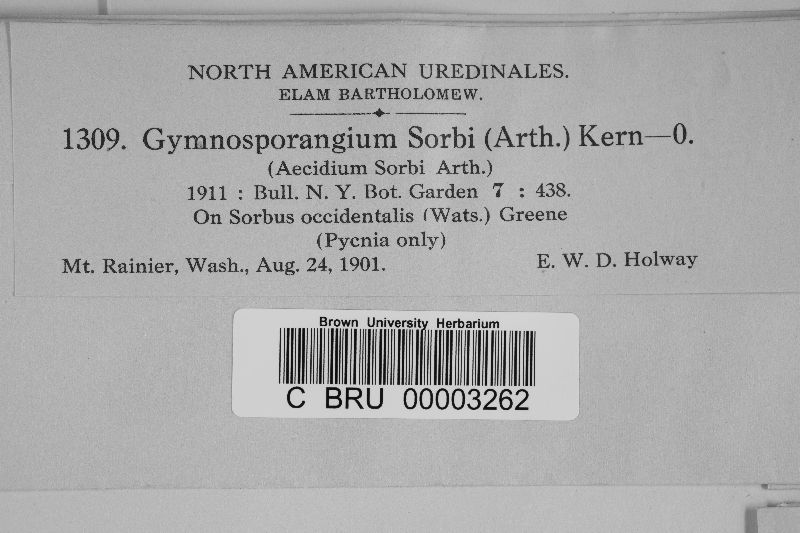 NORTH AMERICAN UREDINALES.
ELAM BARTHOLOMEW.
1309. Gymnosporangium Sorbi (Arth.) Kern—0.
(Aecidium Sorbi Arth.)
1911 : Bull. N. Y. Bot. Garden 7 : 438.
On Sorbus occidentalis (Wats.) Greene
(Pycnia only)
Mt. Rainier, Wash., Aug. 24, 1901. E. W. D. Holway
Brown University Herbarium
C BRU 00003262